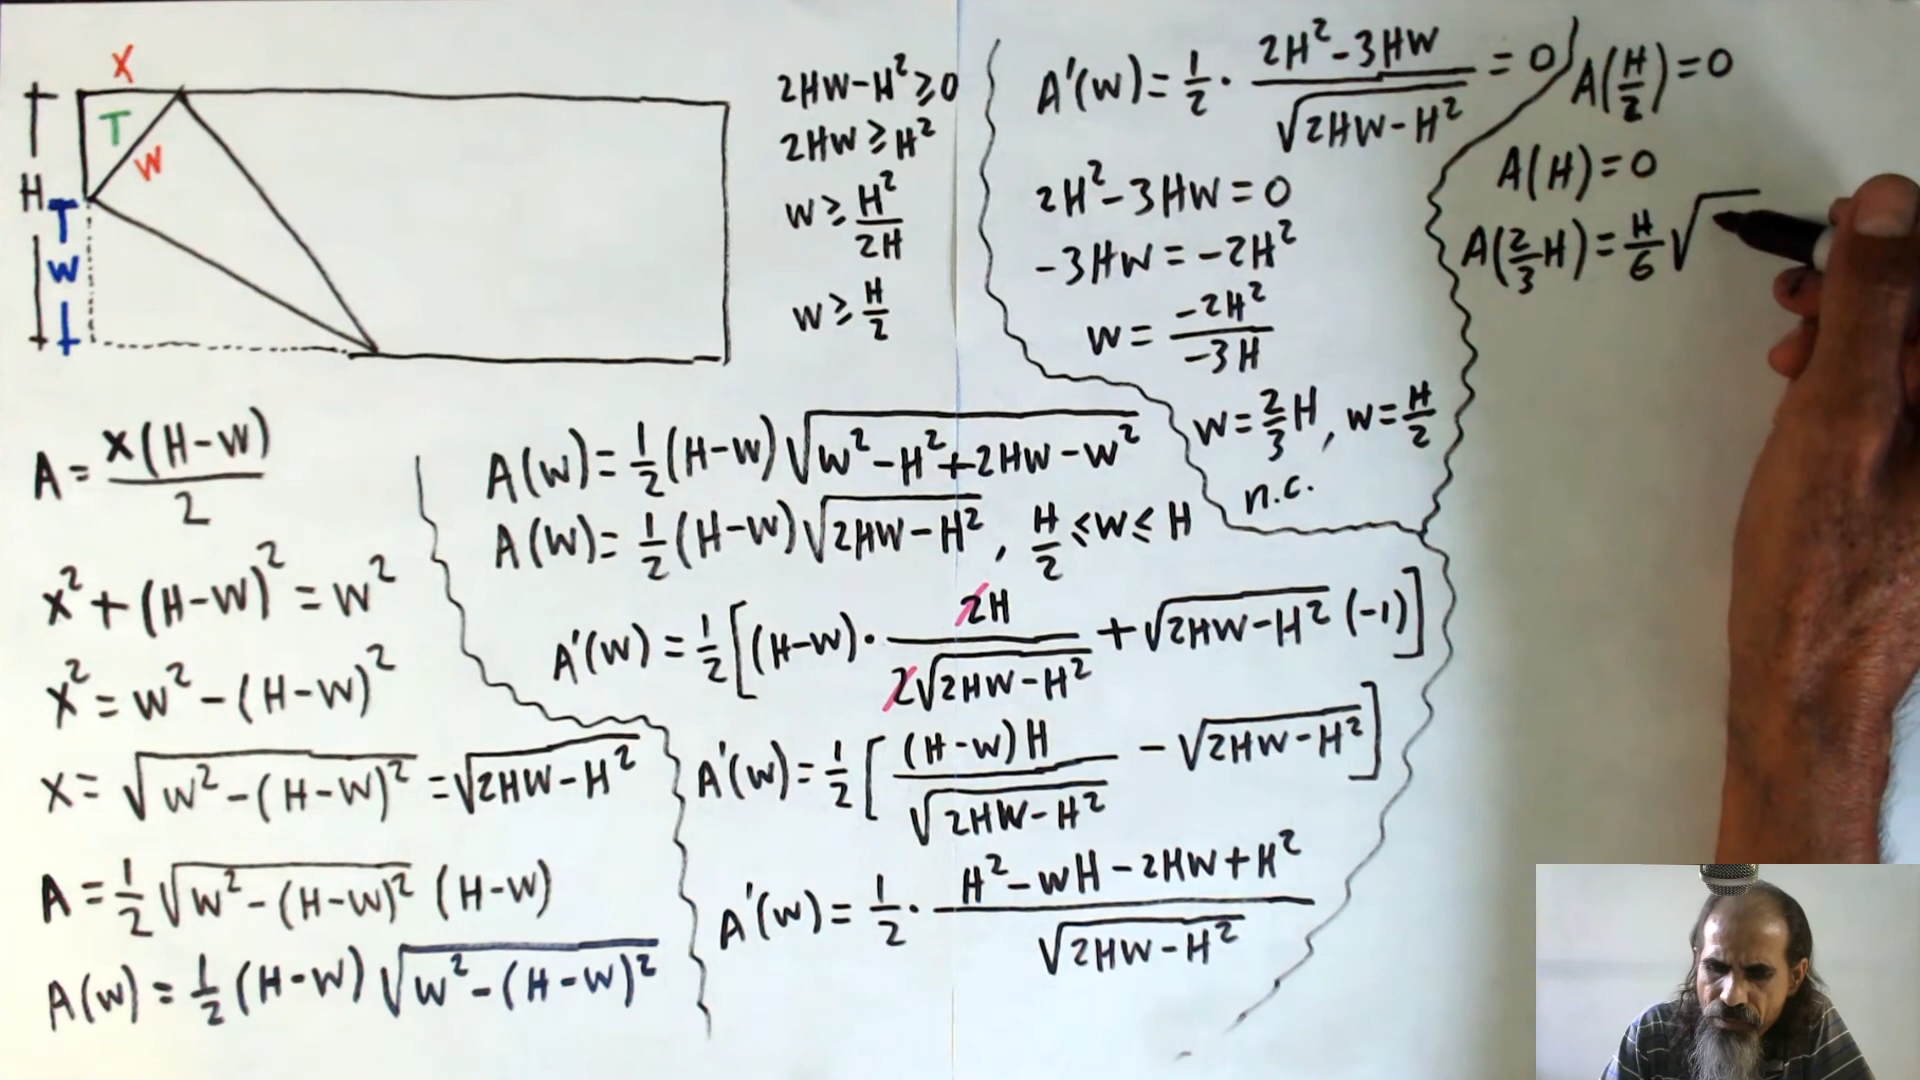 X
T
W
H
W
A = x(H-W)/2
x² + (H-W)² = W²
x² = W² - (H-W)²
x = √(W² - (H-W)²) = √(2HW - H²)
A = 1/2 √(W² - (H-W)²) (H-W)
A(W) = 1/2 (H-W) √(W² - (H-W)²)
2HW - H² ≥ 0
2HW ≥ H²
W ≥ H²/2H
W ≥ H/2
A(W) = 1/2 (H-W) √(W² - H² + 2HW - W²)
A(W) = 1/2 (H-W) √(2HW - H²) , H/2 ≤ W ≤ H
A'(W) = 1/2 [(H-W) · 2H/2√(2HW - H²) + √(2HW - H²) (-1)]
A'(W) = 1/2 [(H-W)H/√(2HW - H²) - √(2HW - H²)]
A'(W) = 1/2 · H² - WH - 2HW + H²/√(2HW - H²)
A'(W) = 1/2 · 2H² - 3HW/√(2HW - H²) = 0
2H² - 3HW = 0
-3HW = -2H²
W = -2H²/-3H
W = 2/3 H , W = H/2
n.c.
A(H/2) = 0
A(H) = 0
A(2/3 H) = H/6 √